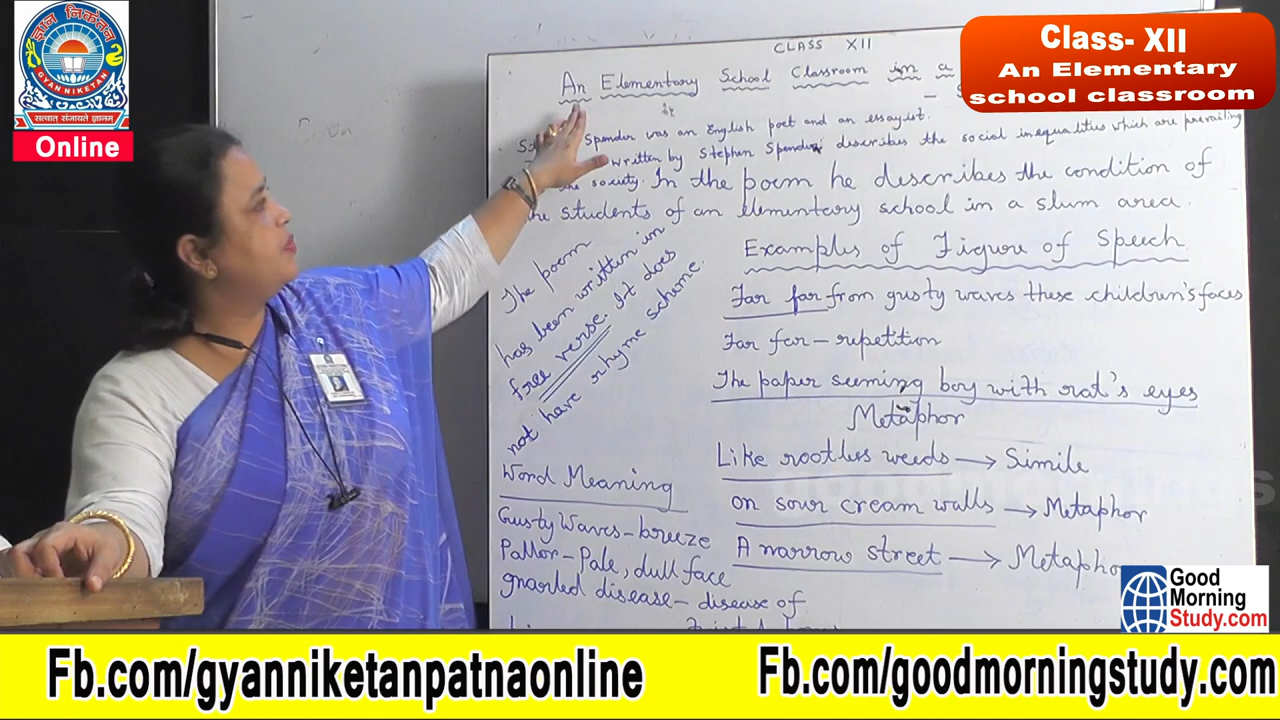 ज्ञान निकेतन
GYAN NIKETAN
सत्यात् संजायते ज्ञानम्
Online
Class- XII
An Elementary
school classroom
CLASS XII
An Elementary School Classroom in a
Spender was an English poet and an essayist.
written by Stephen Spender describes the social inequalities which are prevailing
the society. In the poem he describes the condition of
the students of an elementary school in a slum area.
The poem
has been written in
free verse. It does
not have rhyme scheme.
Word Meaning
Gusty Waves - breeze
Pallor - Pale, dull face
gnarled disease - disease of
Examples of Figure of Speech
Far far from gusty waves these children's faces
Far far - repetition
The paper seeming boy with rat's eyes
Metaphor
Like rootless weeds → Simile
on sour cream walls → Metaphor
A narrow street → Metaphor
Good
Morning
Study.com
Fb.com/gyanniketanpatnaonline
Fb.com/goodmorningstudy.com